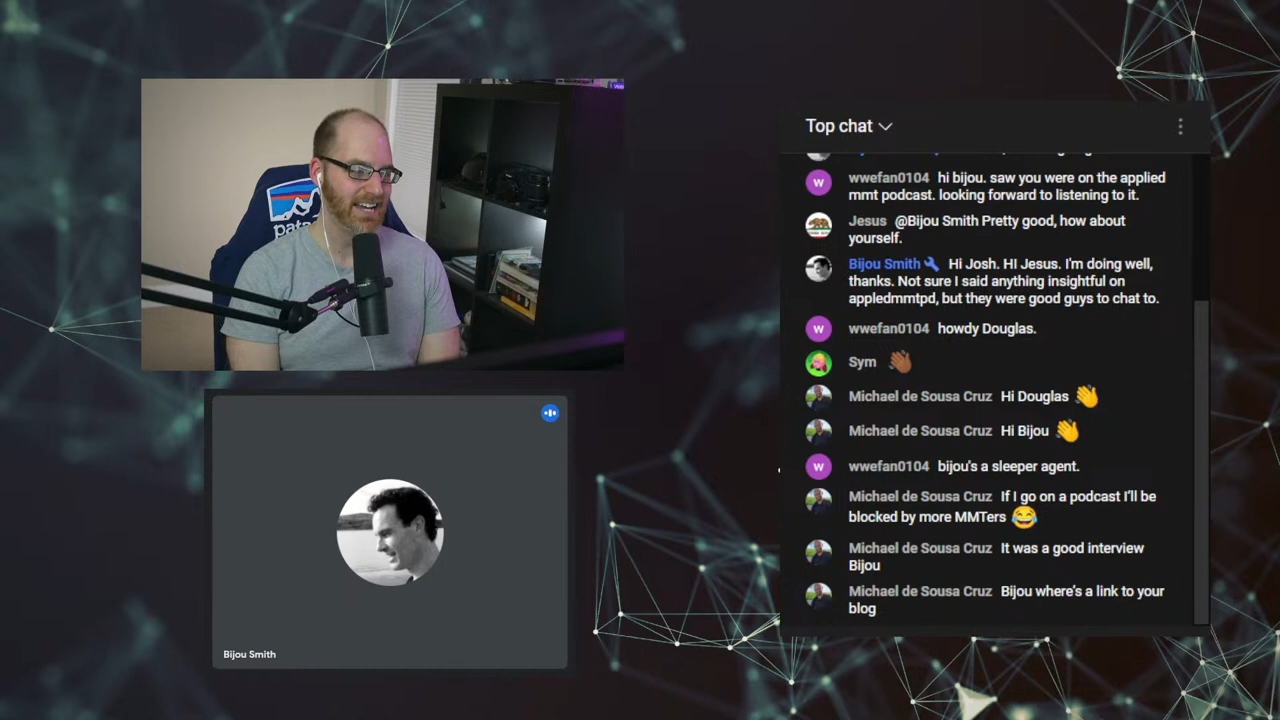 pata
Bijou Smith
Top chat
wwefan0104 hi bijou. saw you were on the applied
mmt podcast. looking forward to listening to it.
Jesus @Bijou Smith Pretty good, how about
yourself.
Bijou Smith Hi Josh. HI Jesus. I'm doing well,
thanks. Not sure I said anything insightful on
appledmmtpd, but they were good guys to chat to.
W wwefan0104 howdy Douglas.
Sym 👋🏾
Michael de Sousa Cruz Hi Douglas 👋
Michael de Sousa Cruz Hi Bijou 👋
W wwefan0104 bijou's a sleeper agent.
Michael de Sousa Cruz If I go on a podcast I'll be
blocked by more MMTers 😂
Michael de Sousa Cruz It was a good interview
Bijou
Michael de Sousa Cruz Bijou where's a link to your
blog